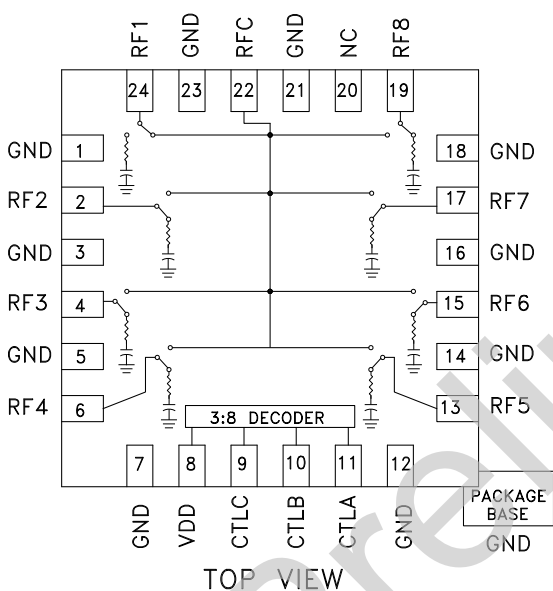 RF1 GND RFC GND NC RF8
24 23 22 21 20 19
GND 1 18 GND
RF2 2 17 RF7
GND 3 16 GND
RF3 4 15 RF6
GND 5 14 GND
RF4 6 13 RF5
3:8 DECODER
7 8 9 10 11 12
GND VDD CTLC CTLB CTLA GND
PACKAGE
BASE
GND
TOP VIEW